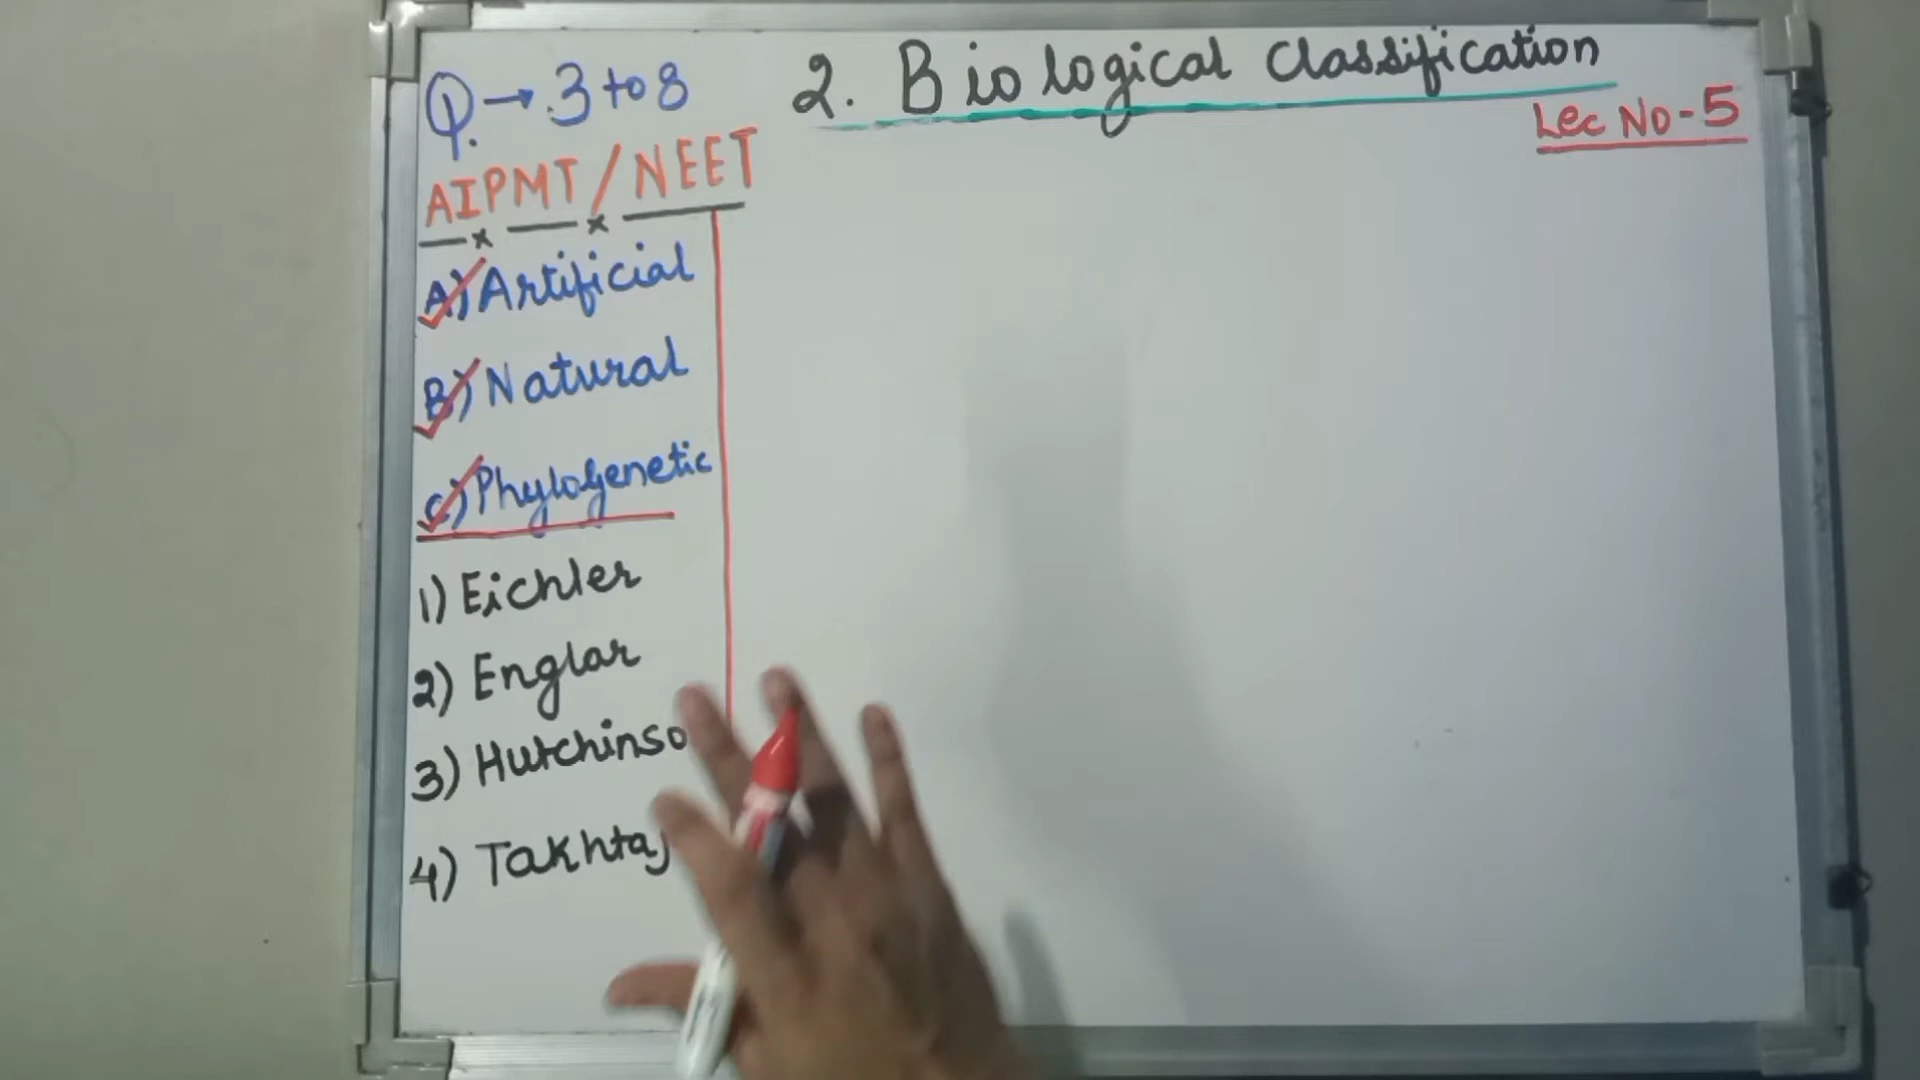 2. Biological Classification
Lec No-5
Q. → 3 to 8
AIPMT/NEET
A) Artificial
B) Natural
C) Phylogenetic
1) Eichler
2) Englar
3) Hutchinso
4) Takhtaj